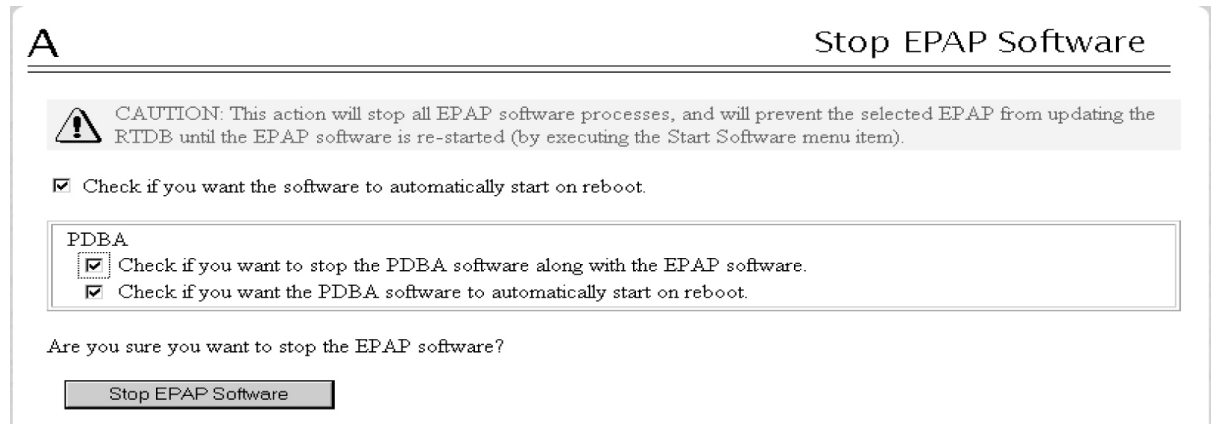 A
Stop EPAP Software
CAUTION: This action will stop all EPAP software processes, and will prevent the selected EPAP from updating the
RTDB until the EPAP software is re-started (by executing the Start Software menu item).
Check if you want the software to automatically start on reboot.
PDBA
Check if you want to stop the PDBA software along with the EPAP software.
Check if you want the PDBA software to automatically start on reboot.
Are you sure you want to stop the EPAP software?
Stop EPAP Software